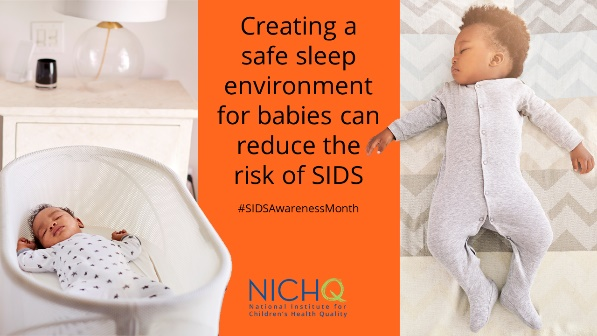 Creating a
safe sleep
environment
for babies can
reduce the
risk of SIDS
#SIDSAwarenessMonth
NICHQ
National Institute for
Children's Health Quality